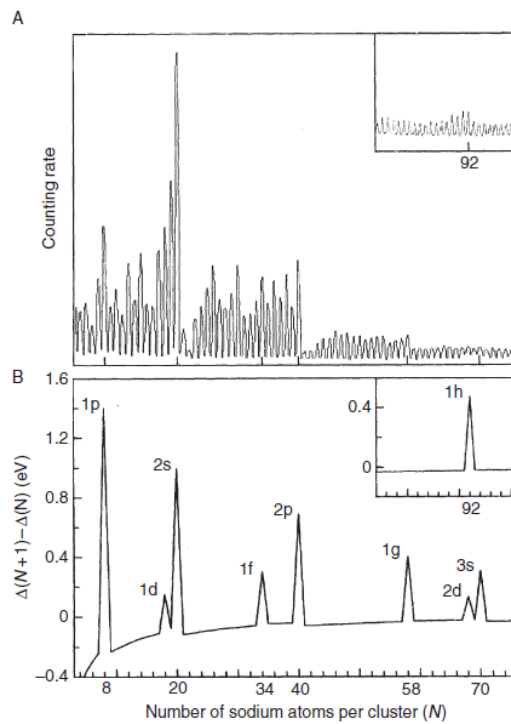 A
Counting rate
92
B
Δ(N+1)−Δ(N) (eV)
1.6
1.2
0.8
0.4
0
−0.4
1p
1d
2s
1f
2p
1g
2d
3s
0.4
0
1h
92
8
20
34
40
58
70
Number of sodium atoms per cluster (N)